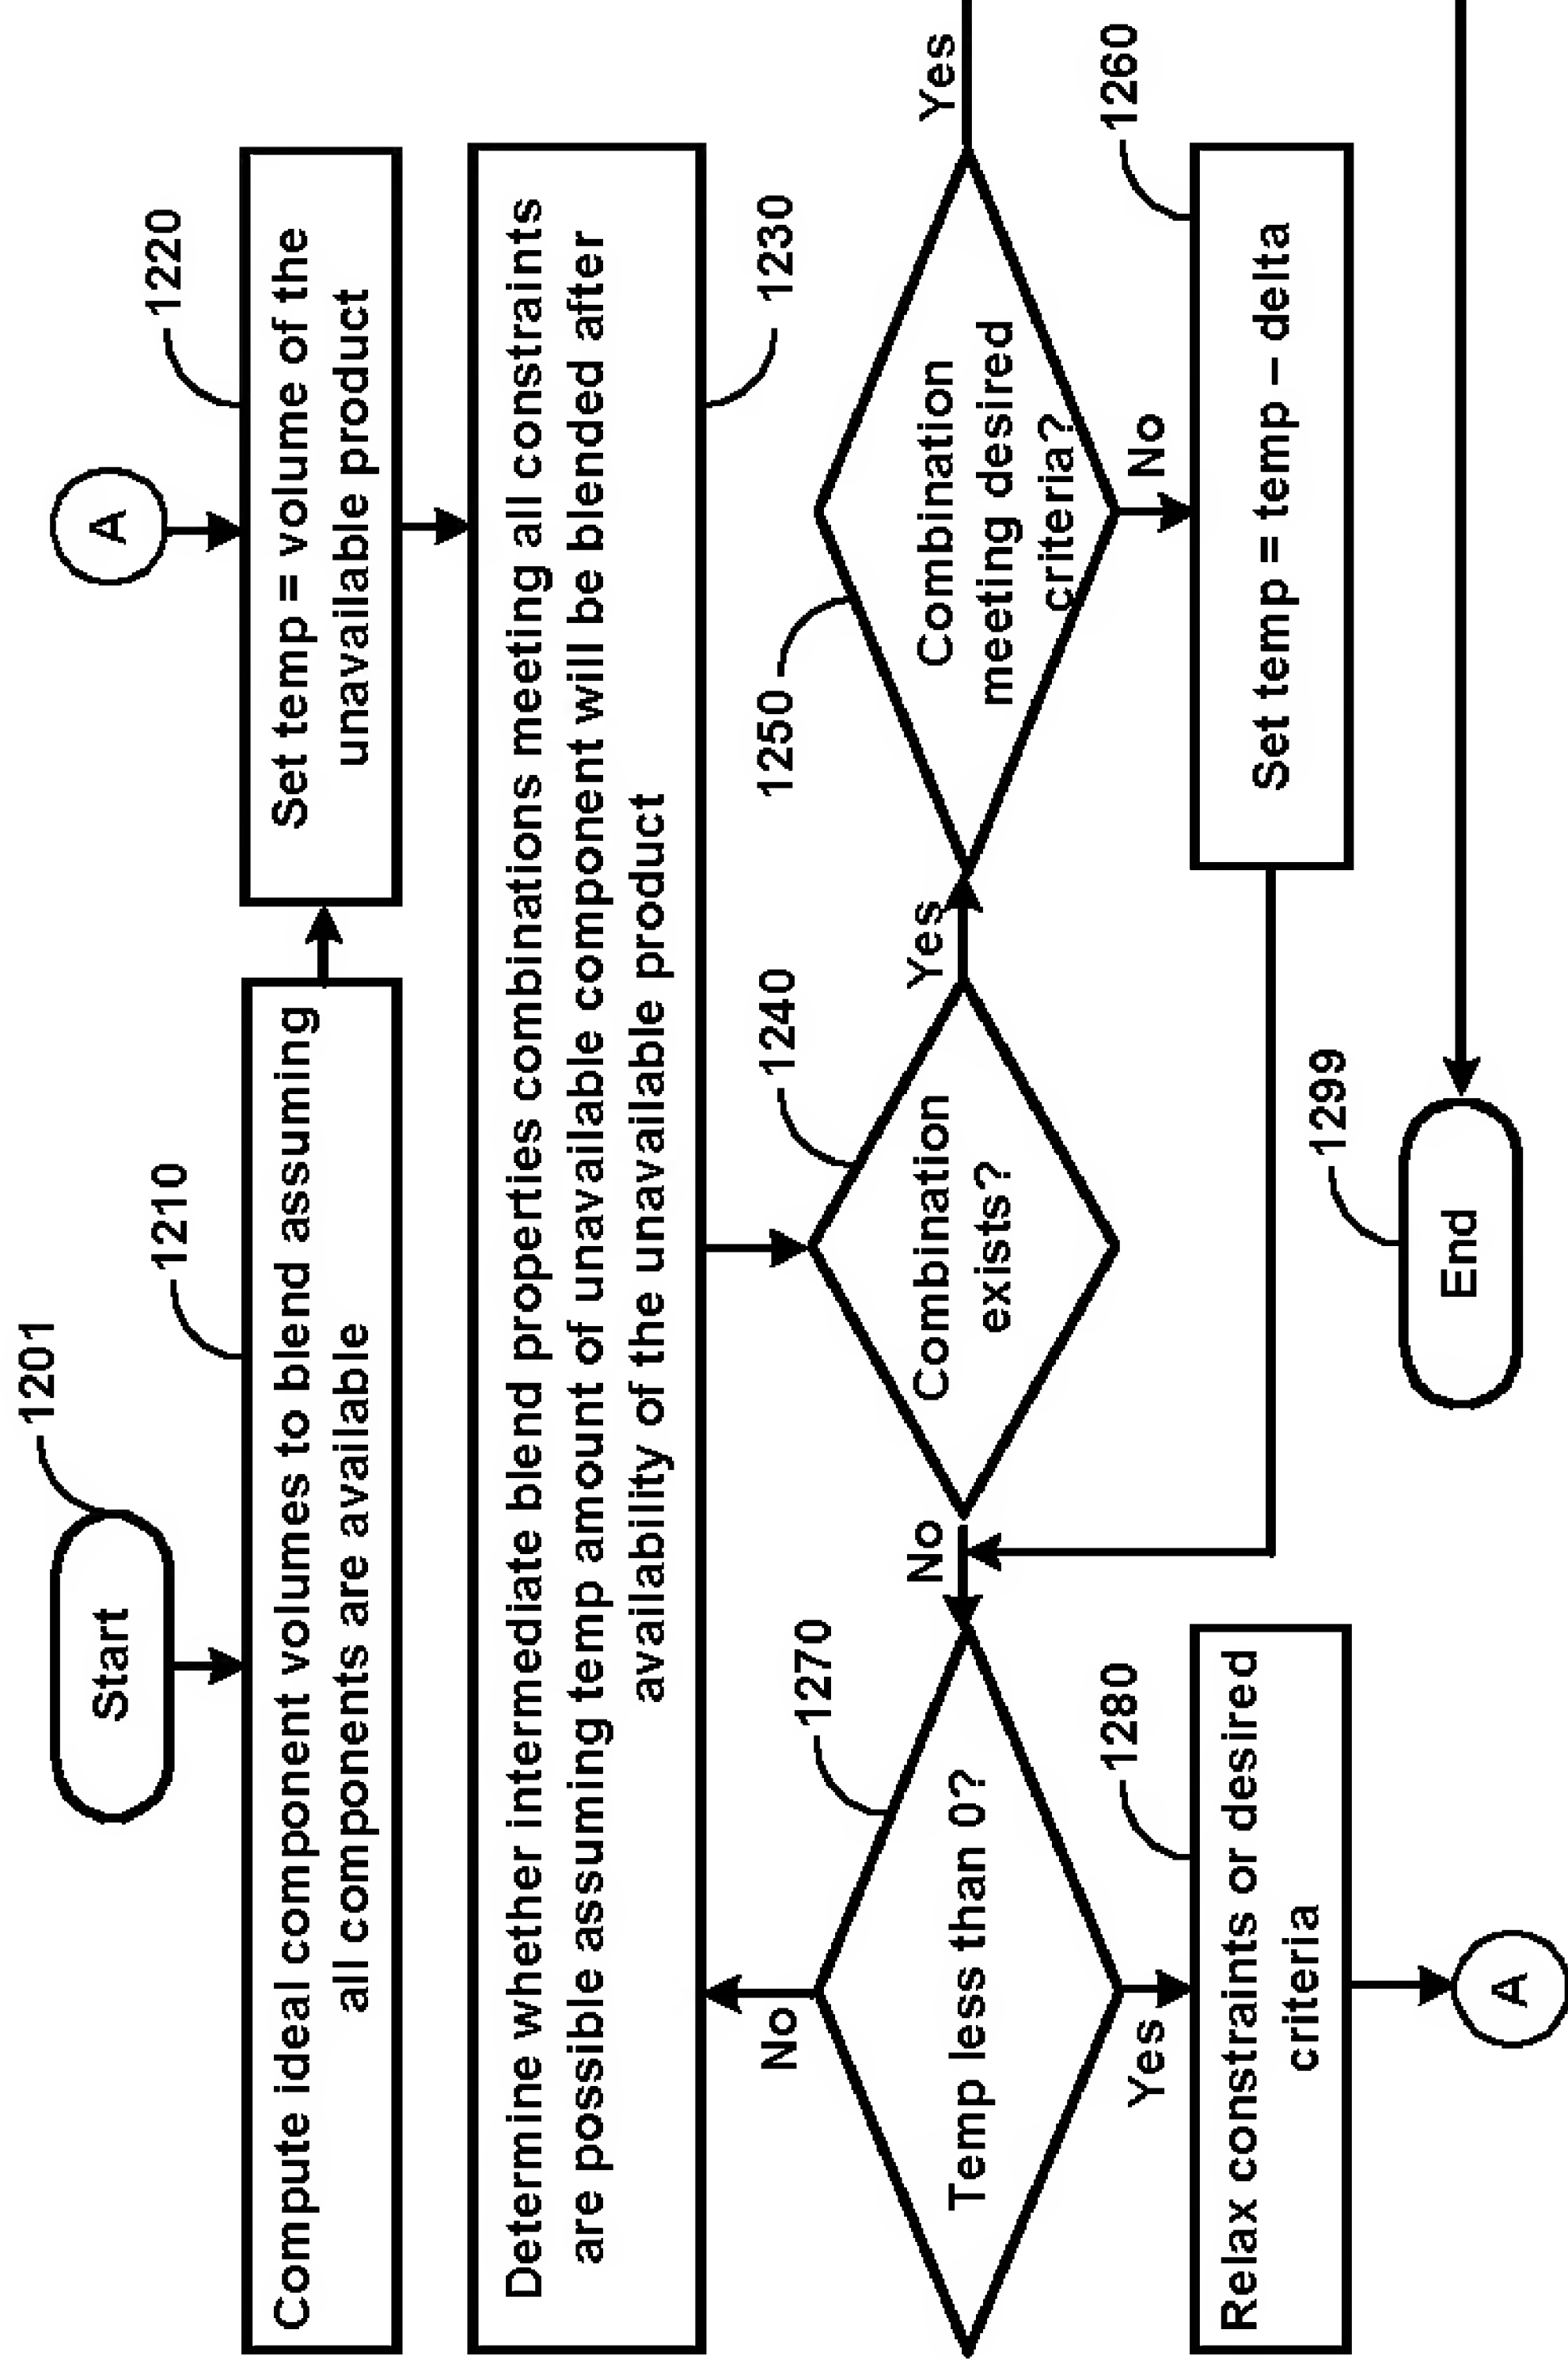 Start
1201
A
1210
1220
Compute ideal component volumes to blend assuming
all components are available
Set temp = volume of the
unavailable product
Determine whether intermediate blend properties combinations meeting all constraints
are possible assuming temp amount of unavailable component will be blended after
availability of the unavailable product
1230
No
1270
Temp less than 0?
Yes
No
1240
Combination
exists?
Yes
1250
Combination
meeting desired
criteria?
Yes
No
1280
Relax constraints or desired
criteria
1260
Set temp = temp – delta
A
1299
End